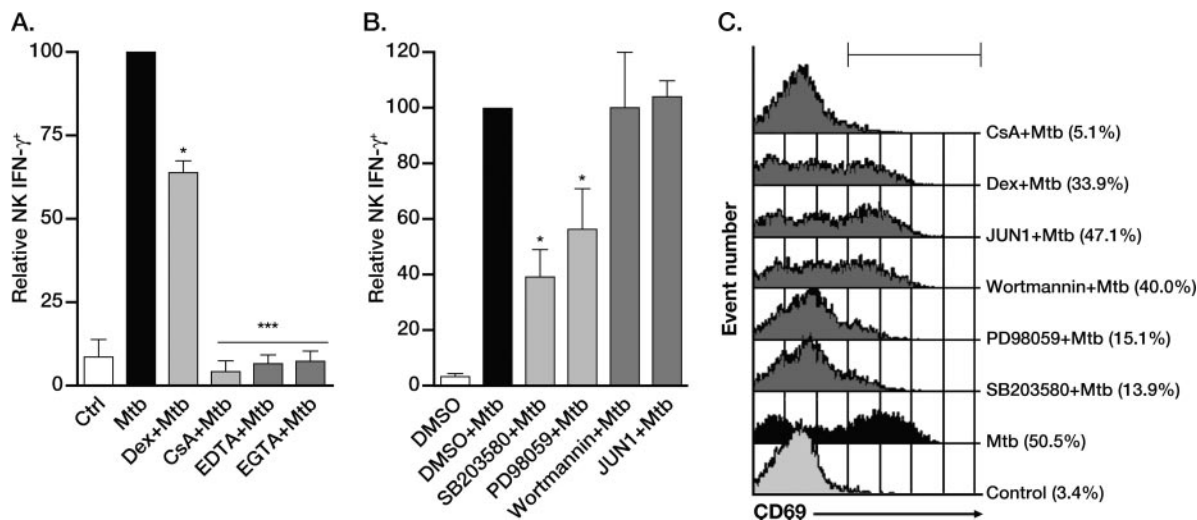 A.
Relative NK IFN-γ+
100
75
50
25
0
*
***
Ctrl
Mtb
Dex+Mtb
CsA+Mtb
EDTA+Mtb
EGTA+Mtb
B.
Relative NK IFN-γ+
120
100
80
60
40
20
0
*
*
DMSO
DMSO+Mtb
SB203580+Mtb
PD98059+Mtb
Wortmannin+Mtb
JUN1+Mtb
C.
Event number
CsA+Mtb (5.1%)
Dex+Mtb (33.9%)
JUN1+Mtb (47.1%)
Wortmannin+Mtb (40.0%)
PD98059+Mtb (15.1%)
SB203580+Mtb (13.9%)
Mtb (50.5%)
Control (3.4%)
CD69